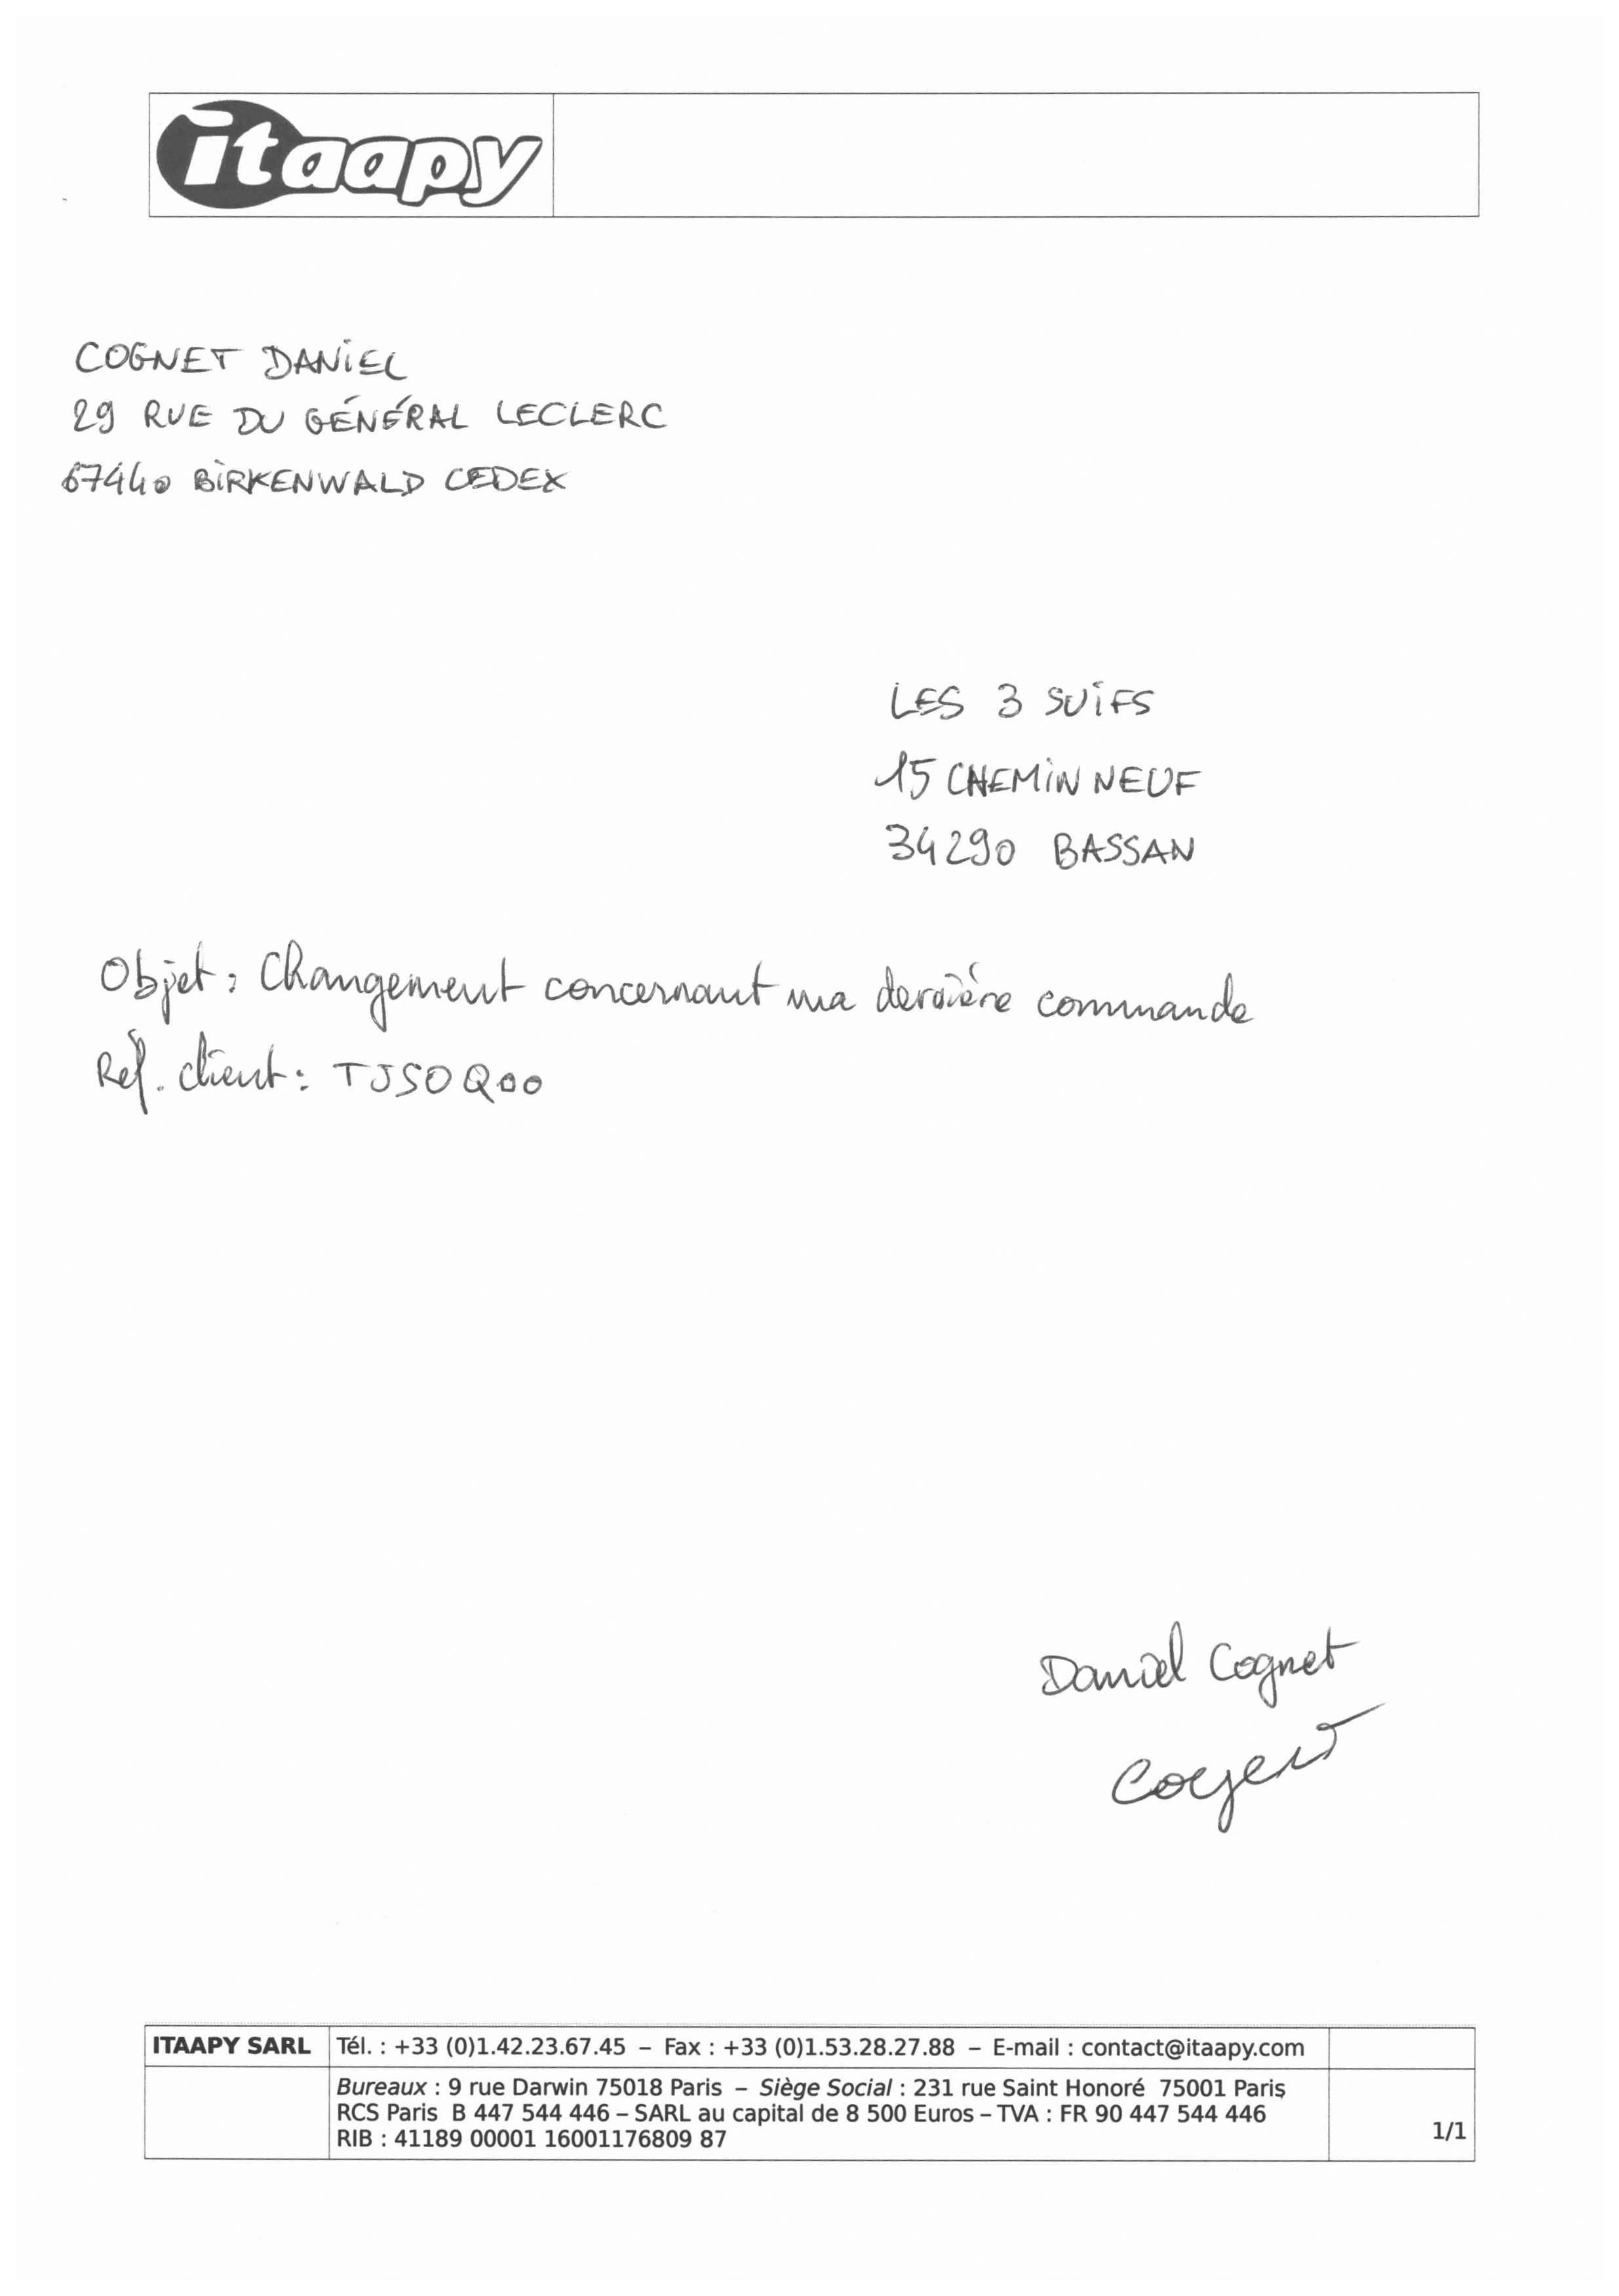 itaapy
COGNET DANIEL
29 RUE DU GÉNÉRAL LECLERC
67440 BIRKENWALD CEDEX
LES 3 SUIFS
15 CHEMIN NEUF
34290 BASSAN
Objet : Changement concernant ma dernière commande
Réf. client : TJSOQ00
Daniel Cognet
ITAAPY SARL Tél. : +33 (0)1.42.23.67.45 – Fax : +33 (0)1.53.28.27.88 – E-mail : contact@itaapy.com
Bureaux : 9 rue Darwin 75018 Paris – Siège Social : 231 rue Saint Honoré 75001 Paris
RCS Paris B 447 544 446 – SARL au capital de 8 500 Euros – TVA : FR 90 447 544 446
RIB : 41189 00001 16001176809 87
1/1